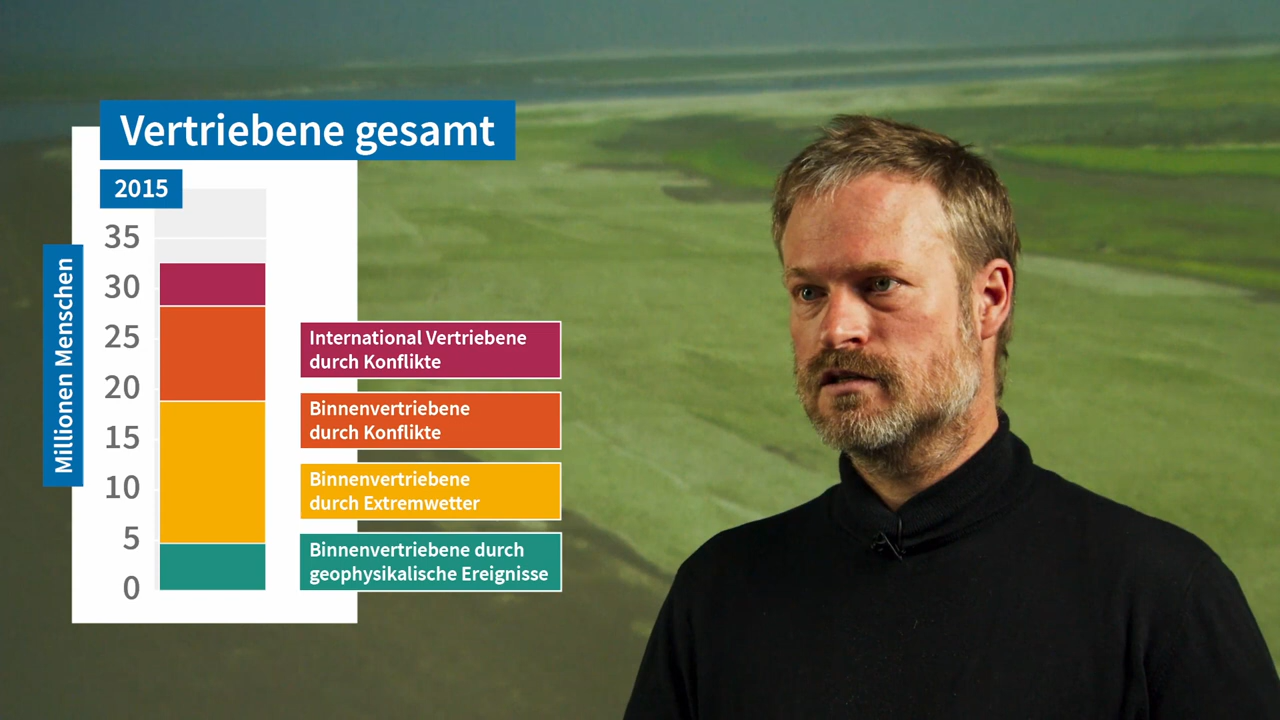 Vertriebene gesamt
2015
Millionen Menschen
35
30
25
20
15
10
5
0
International Vertriebene
durch Konflikte
Binnenvertriebene
durch Konflikte
Binnenvertriebene
durch Extremwetter
Binnenvertriebene durch
geophysikalische Ereignisse